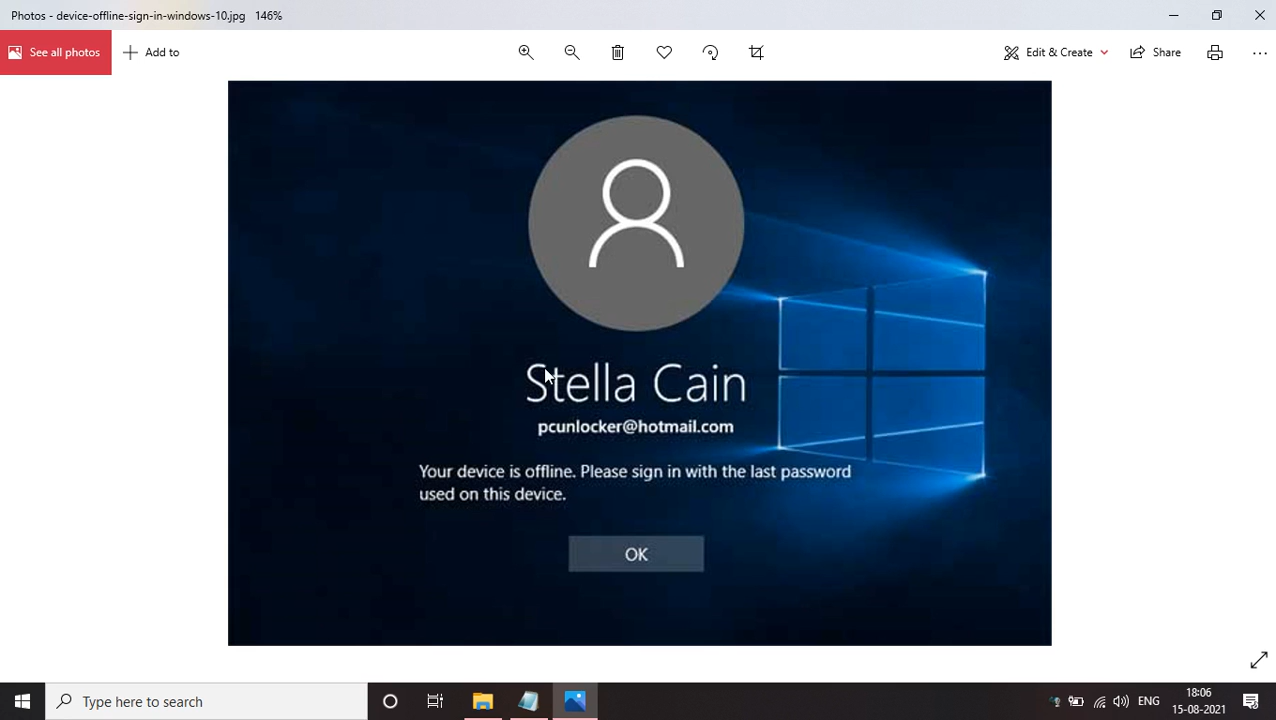 Photos - device-offline-sign-in-windows-10.jpg 146%
See all photos
Add to
Edit & Create
Share
Stella Cain
pcunlocker@hotmail.com
Your device is offline. Please sign in with the last password
used on this device.
OK
Type here to search
ENG
18:06
15-08-2021